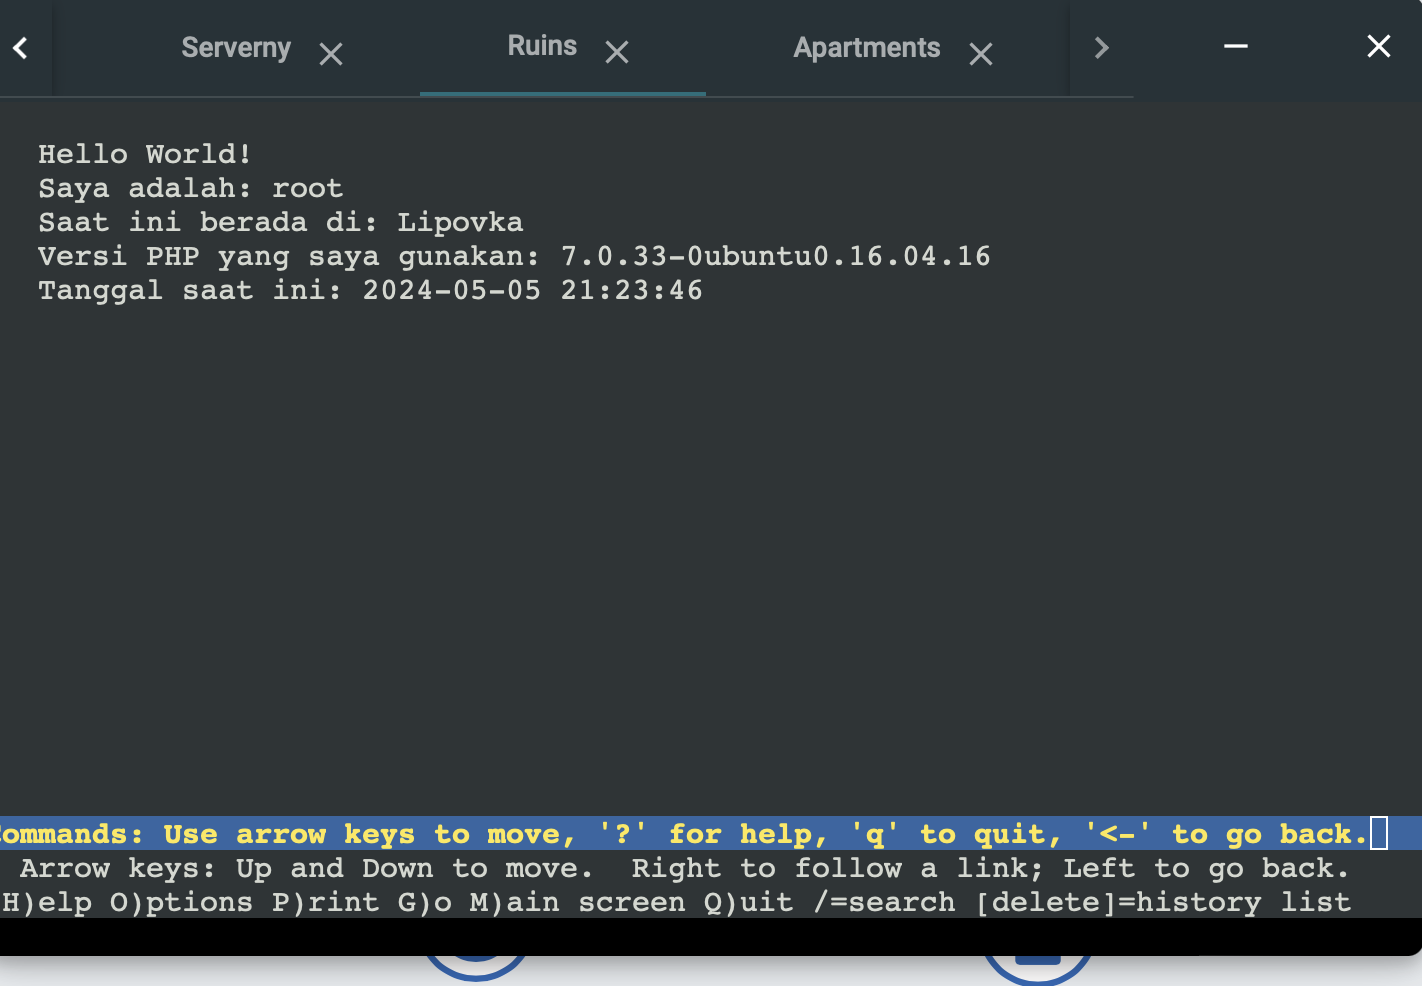 Serverny
Ruins
Apartments
Hello World!
Saya adalah: root
Saat ini berada di: Lipovka
Versi PHP yang saya gunakan: 7.0.33-0ubuntu0.16.04.16
Tanggal saat ini: 2024-05-05 21:23:46
ommands: Use arrow keys to move, '?' for help, 'q' to quit, '<-' to go back.
Arrow keys: Up and Down to move. Right to follow a link; Left to go back.
H)elp O)ptions P)rint G)o M)ain screen Q)uit /=search [delete]=history list